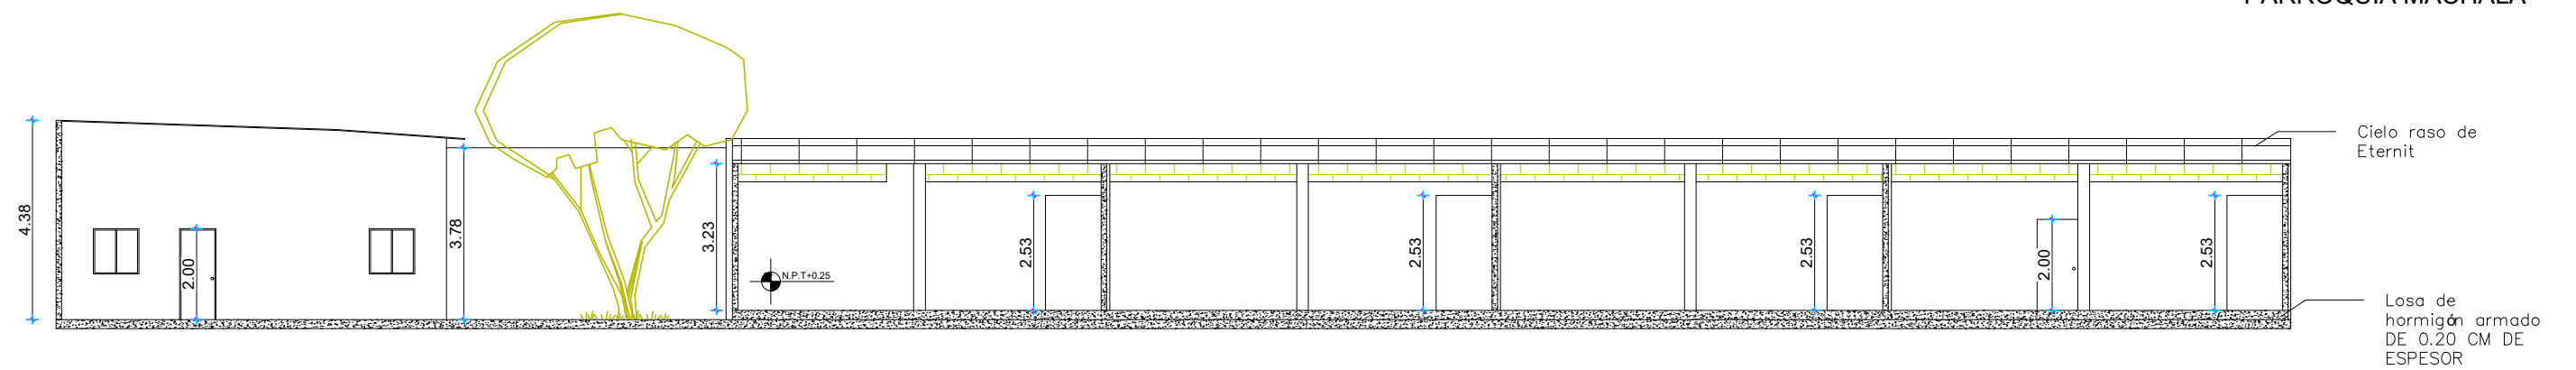 PARROQUIA MACHALA
Cielo raso de
Eternit
4.38
2.00
3.78
3.23
N.P.T+0.25
2.53
2.53
2.53
2.00
2.53
Losa de
hormigón armado
DE 0.20 CM DE
ESPESOR